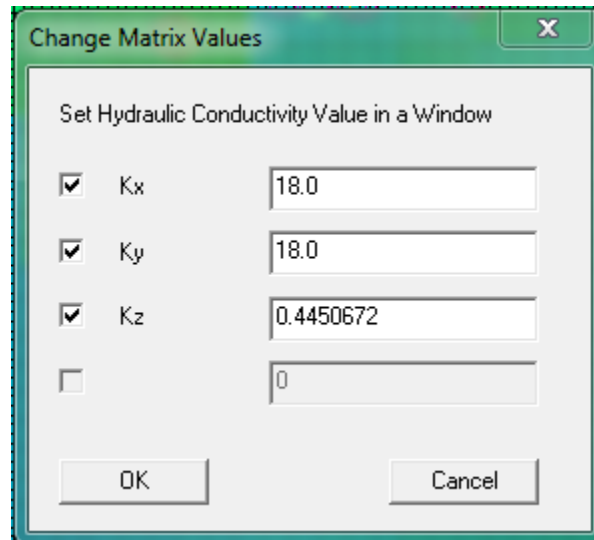 Change Matrix Values
x
Set Hydraulic Conductivity Value in a Window
Kx 18.0
Ky 18.0
Kz 0.4450672
0
OK Cancel